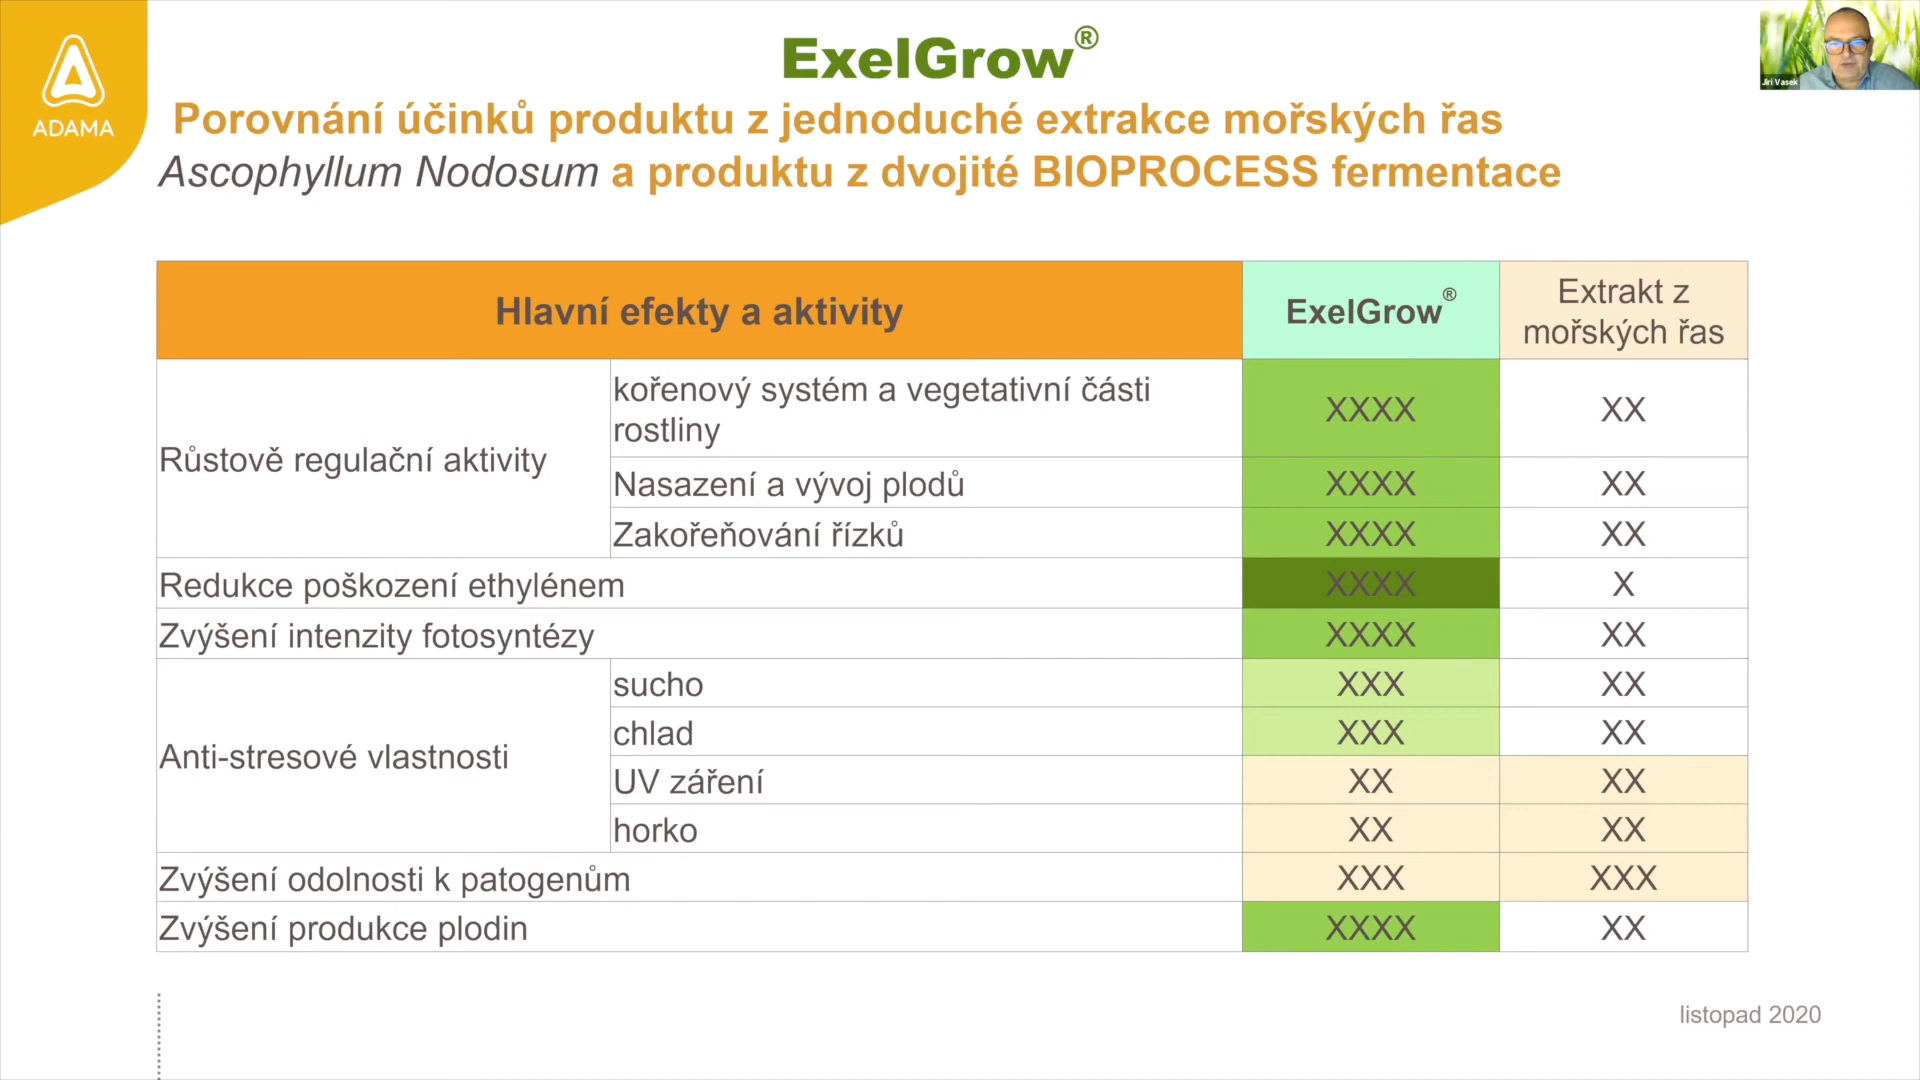 ExelGrow®
ADAMA
Jiri Vasek
Porovnání účinků produktu z jednoduché extrakce mořských řas
Ascophyllum Nodosum a produktu z dvojité BIOPROCESS fermentace
Hlavní efekty a aktivity
ExelGrow®
Extrakt z
mořských řas
Růstově regulační aktivity
kořenový systém a vegetativní části
rostliny
XXXX
XX
Nasazení a vývoj plodů
XXXX
XX
Zakořeňování řízků
XXXX
XX
Redukce poškození ethylénem
XXXX
X
Zvýšení intenzity fotosyntézy
XXXX
XX
Anti-stresové vlastnosti
sucho
XXX
XX
chlad
XXX
XX
UV záření
XX
XX
horko
XX
XX
Zvýšení odolnosti k patogenům
XXX
XXX
Zvýšení produkce plodin
XXXX
XX
listopad 2020